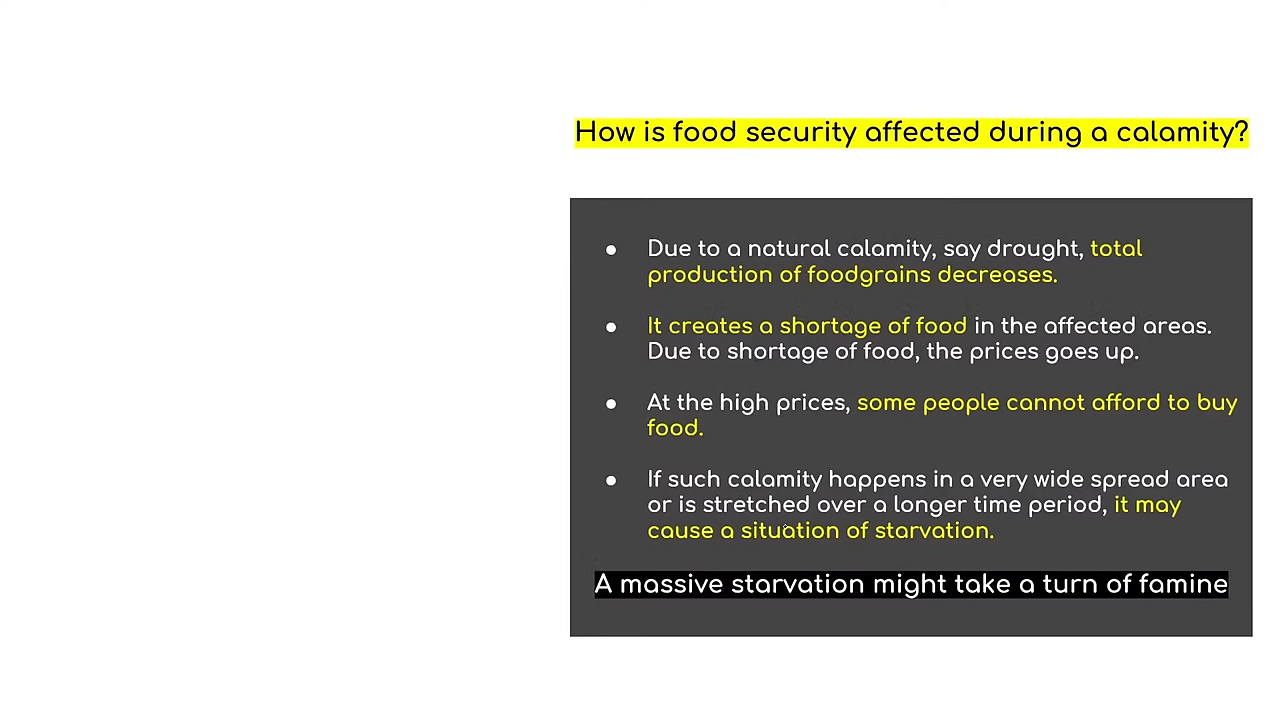 How is food security affected during a calamity?
● Due to a natural calamity, say drought, total
production of foodgrains decreases.
● It creates a shortage of food in the affected areas.
Due to shortage of food, the prices goes up.
● At the high prices, some people cannot afford to buy
food.
● If such calamity happens in a very wide spread area
or is stretched over a longer time period, it may
cause a situation of starvation.
A massive starvation might take a turn of famine